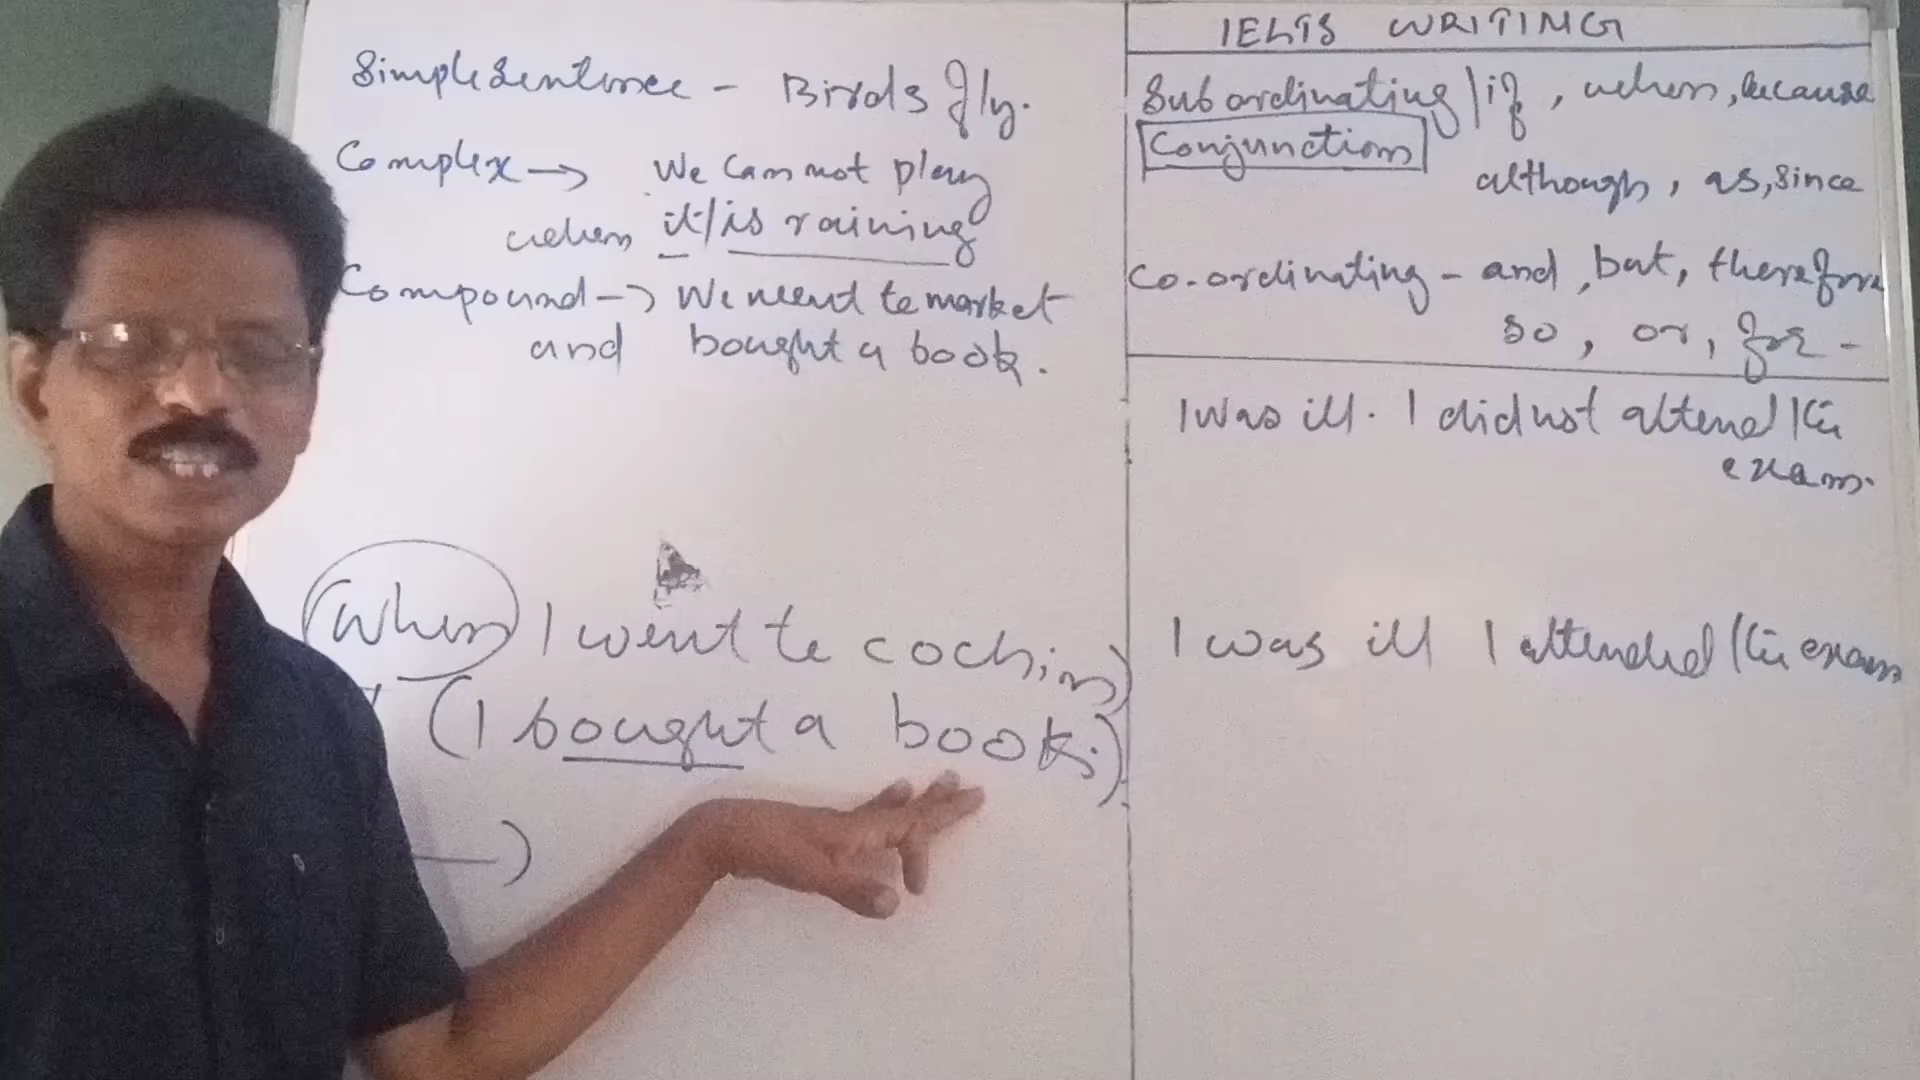 Simple Sentence - Birds fly.
Complex → We cannot play
when it/is raining
Compound → We went to market
and bought a book.
(When) I went to cochin)
(I bought a book.)
IELTS WRITING
Subordinating / if, when, because
Conjunction
although, as, since
Co-ordinating - and, but, therefore
so, or, for -
I was ill. I did not attend the
exam.
I was ill I attended the exam